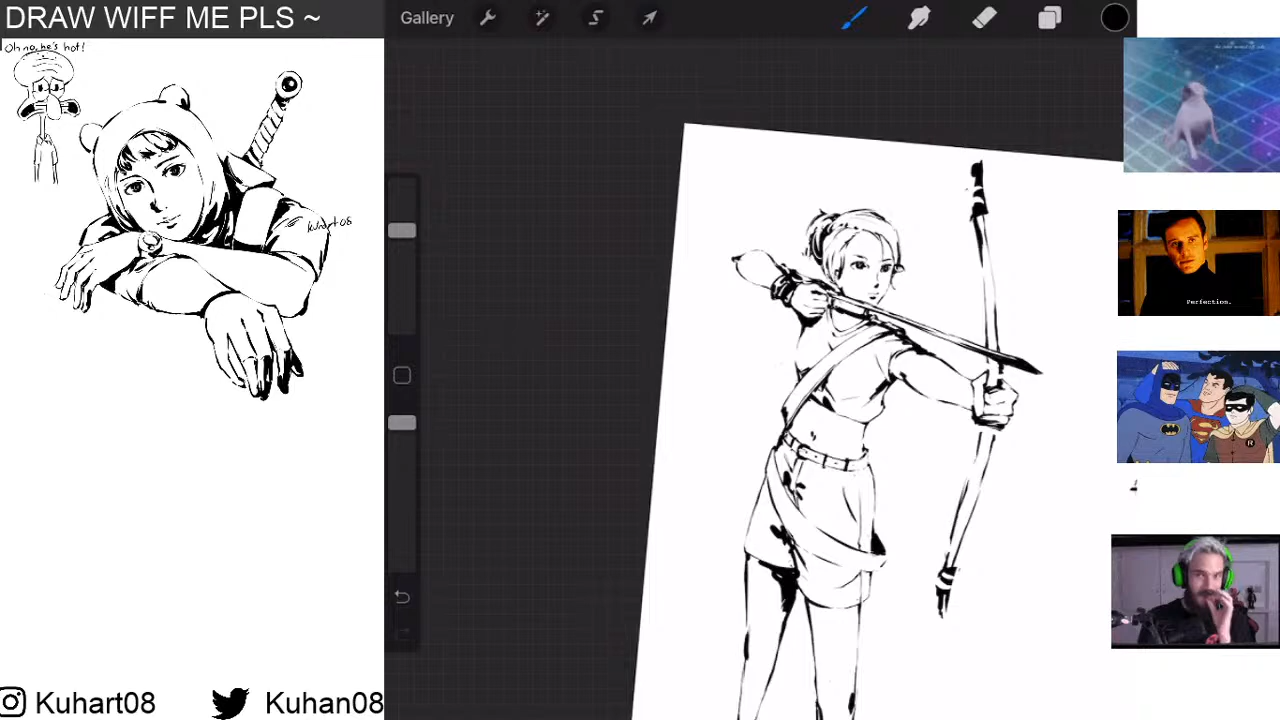 DRAW WIFF ME PLS ~
Oh no, he's hot!
Kuhart08
Gallery
Perfection.
Kuhart08
Kuhan08